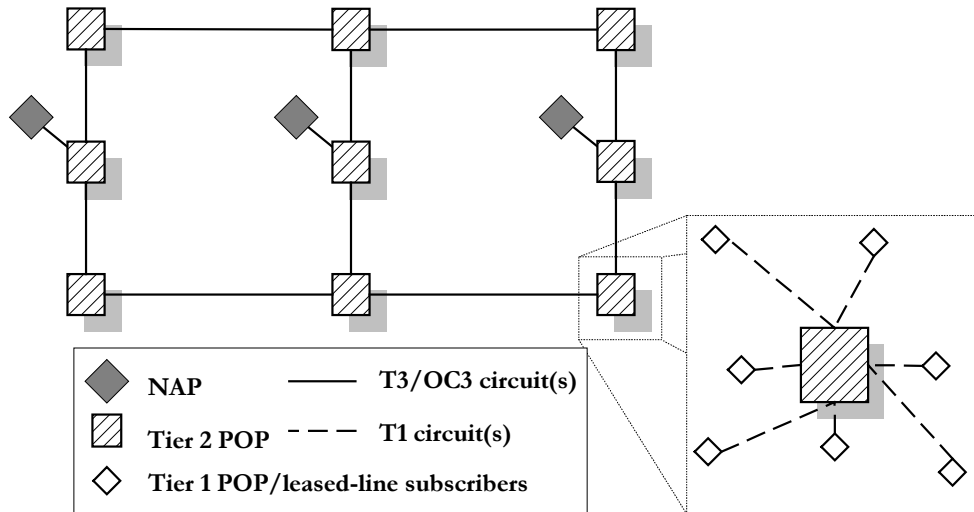 NAP
T3/OC3 circuit(s)
Tier 2 POP
T1 circuit(s)
Tier 1 POP/leased-line subscribers